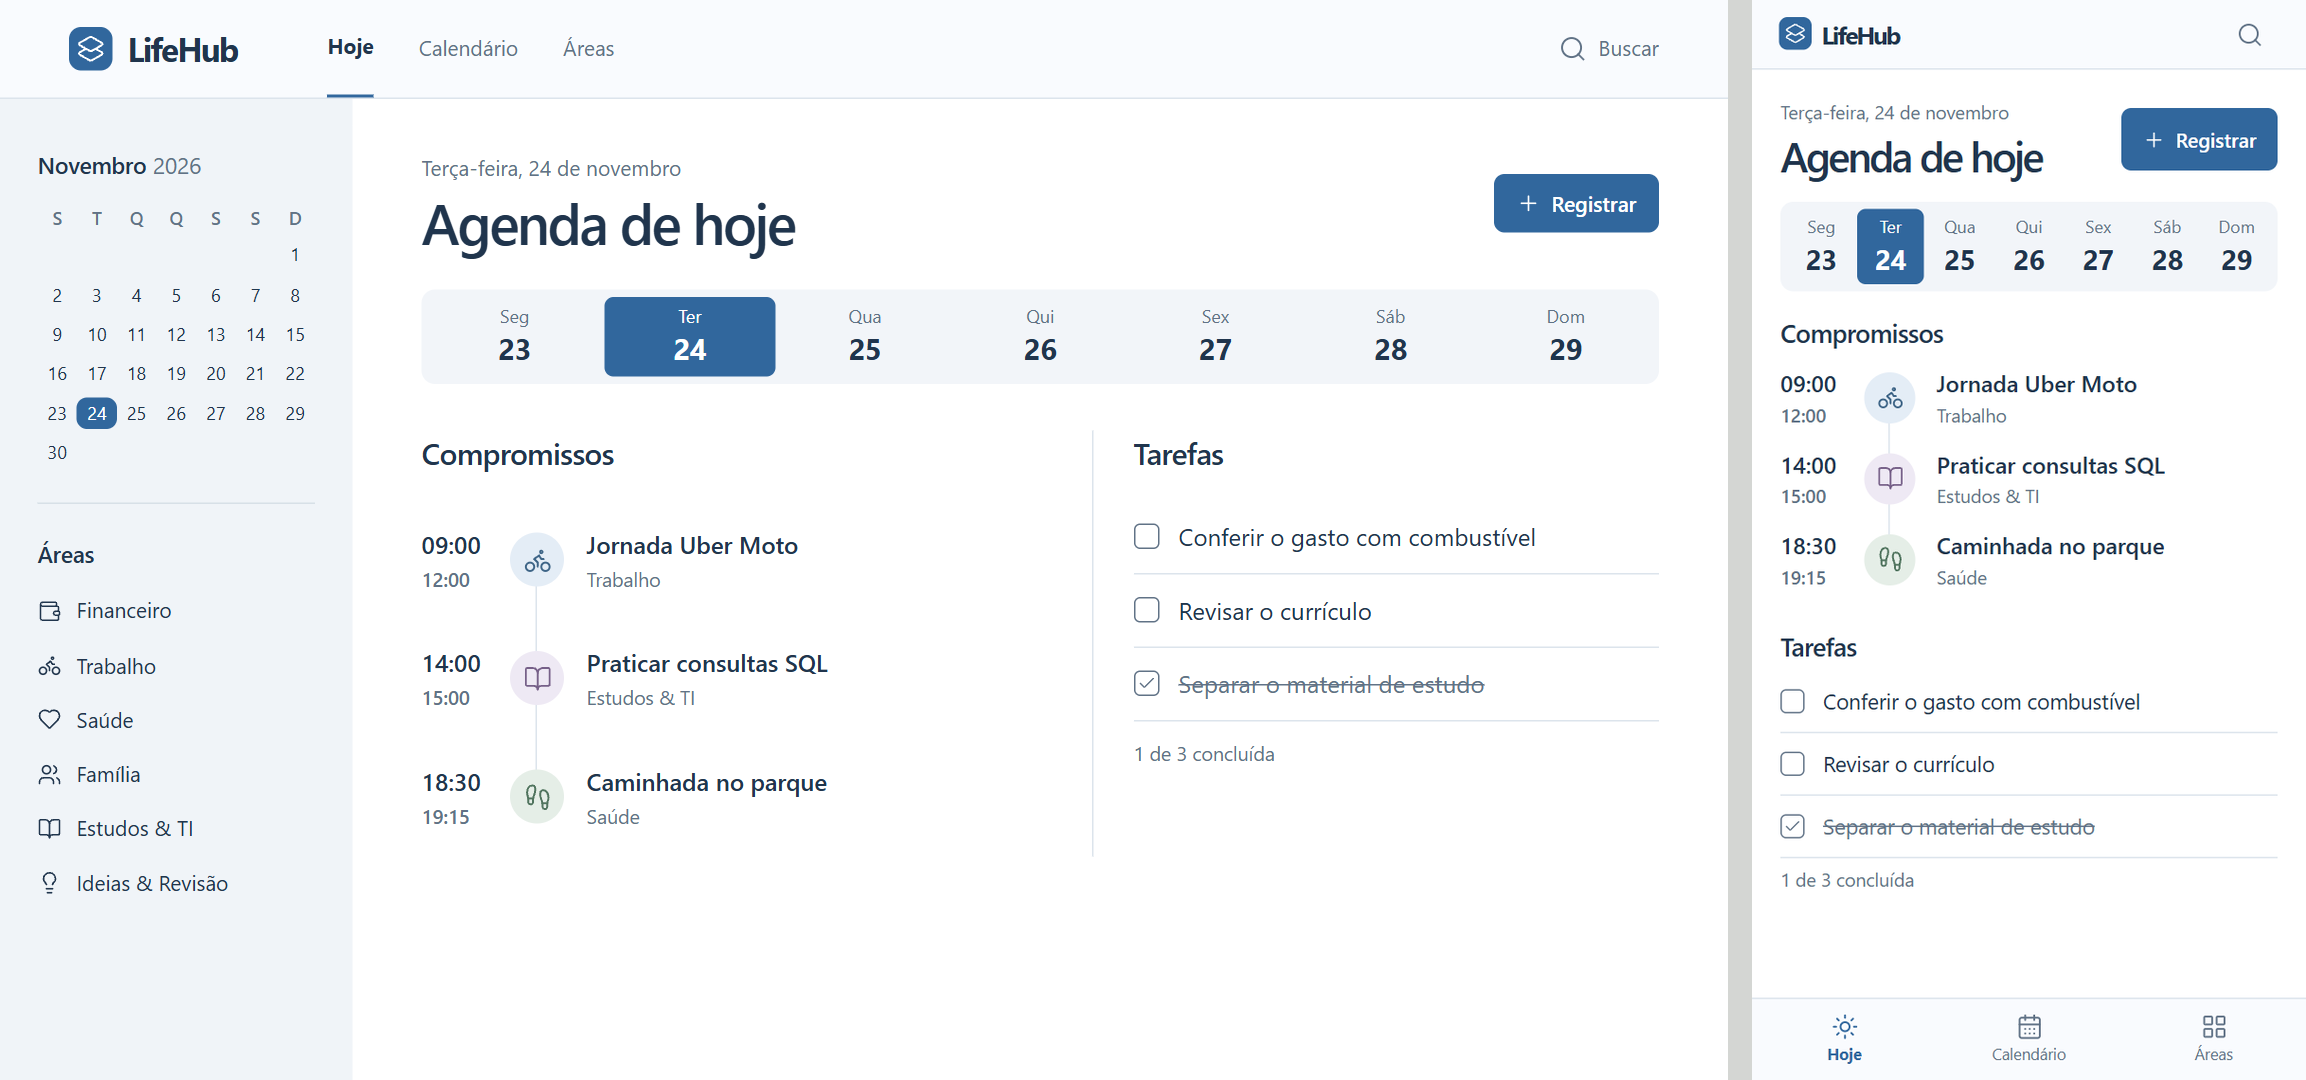 LifeHub
Hoje Calendário Áreas
Buscar
Novembro 2026
S T Q Q S S D
1
2 3 4 5 6 7 8
9 10 11 12 13 14 15
16 17 18 19 20 21 22
23 24 25 26 27 28 29
30
Áreas
Financeiro
Trabalho
Saúde
Família
Estudos & TI
Ideias & Revisão
Terça-feira, 24 de novembro
Agenda de hoje
+ Registrar
Seg Ter Qua Qui Sex Sáb Dom
23 24 25 26 27 28 29
Compromissos
09:00 Jornada Uber Moto
12:00 Trabalho
14:00 Praticar consultas SQL
15:00 Estudos & TI
18:30 Caminhada no parque
19:15 Saúde
Tarefas
Conferir o gasto com combustível
Revisar o currículo
Separar o material de estudo
1 de 3 concluída
LifeHub
Terça-feira, 24 de novembro
Agenda de hoje
+ Registrar
Seg Ter Qua Qui Sex Sáb Dom
23 24 25 26 27 28 29
Compromissos
09:00 Jornada Uber Moto
12:00 Trabalho
14:00 Praticar consultas SQL
15:00 Estudos & TI
18:30 Caminhada no parque
19:15 Saúde
Tarefas
Conferir o gasto com combustível
Revisar o currículo
Separar o material de estudo
1 de 3 concluída
Hoje Calendário Áreas